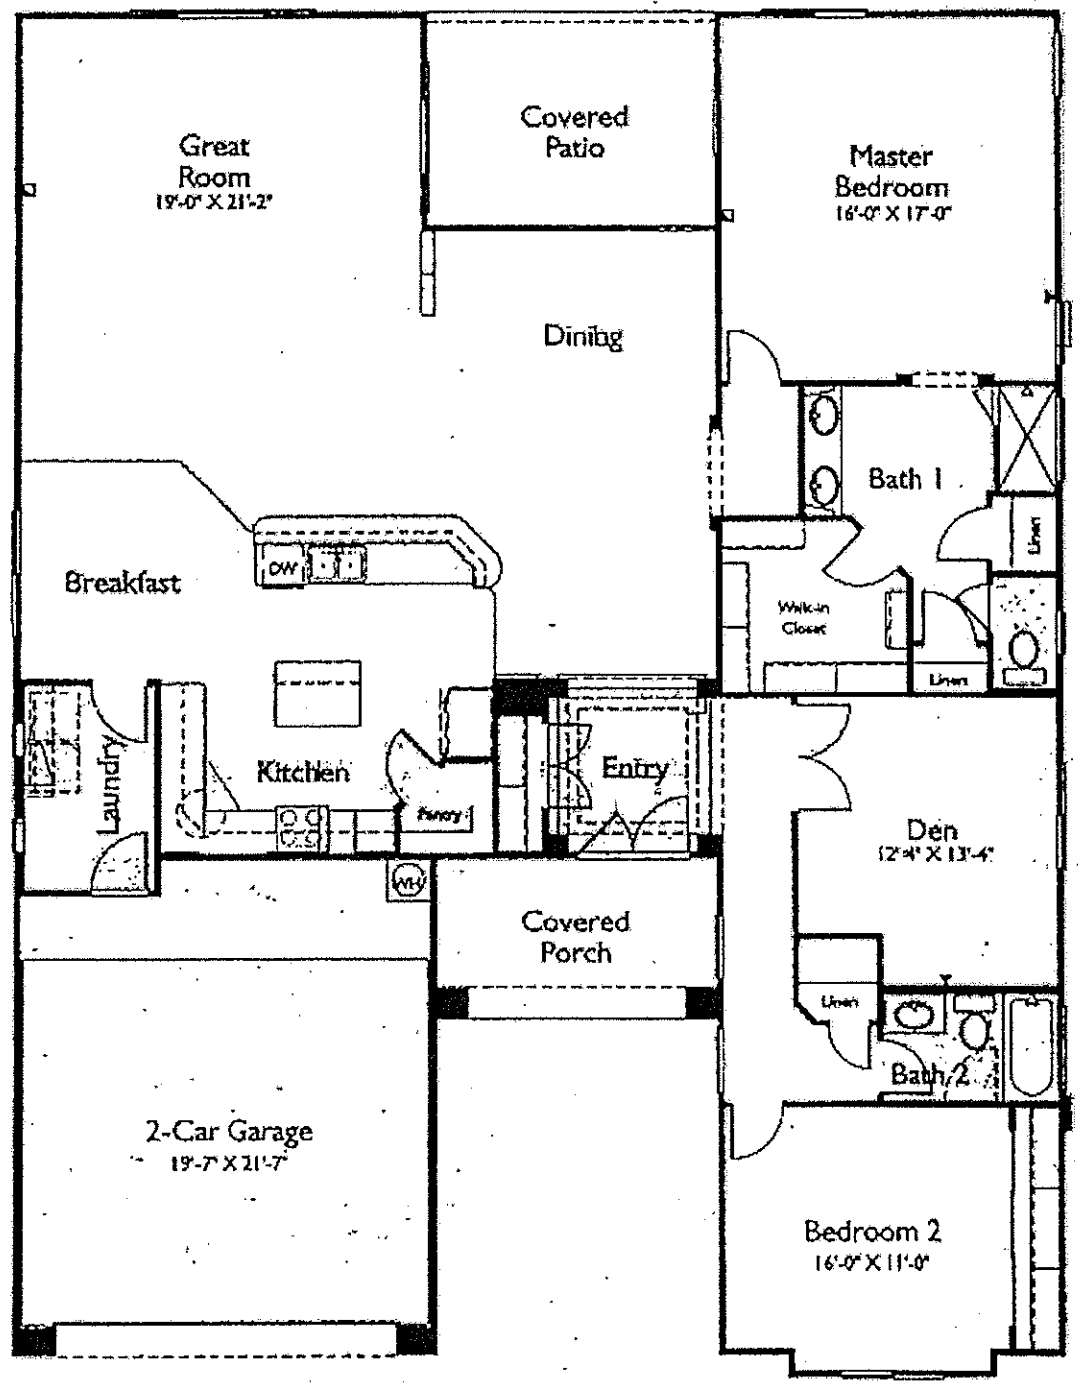 Great
Room
19'-0" X 21'-2"
Covered
Patio
Master
Bedroom
16'-0" X 17'-0"
Dining
Bath 1
Linen
DW
Breakfast
Walk-in
Closet
Linen
Laundry
Kitchen
Pantry
Entry
Den
12'-4" X 13'-4"
WH
Covered
Porch
Linen
Bath 2
2-Car Garage
19'-7" X 21'-7"
Bedroom 2
16'-0" X 11'-0"